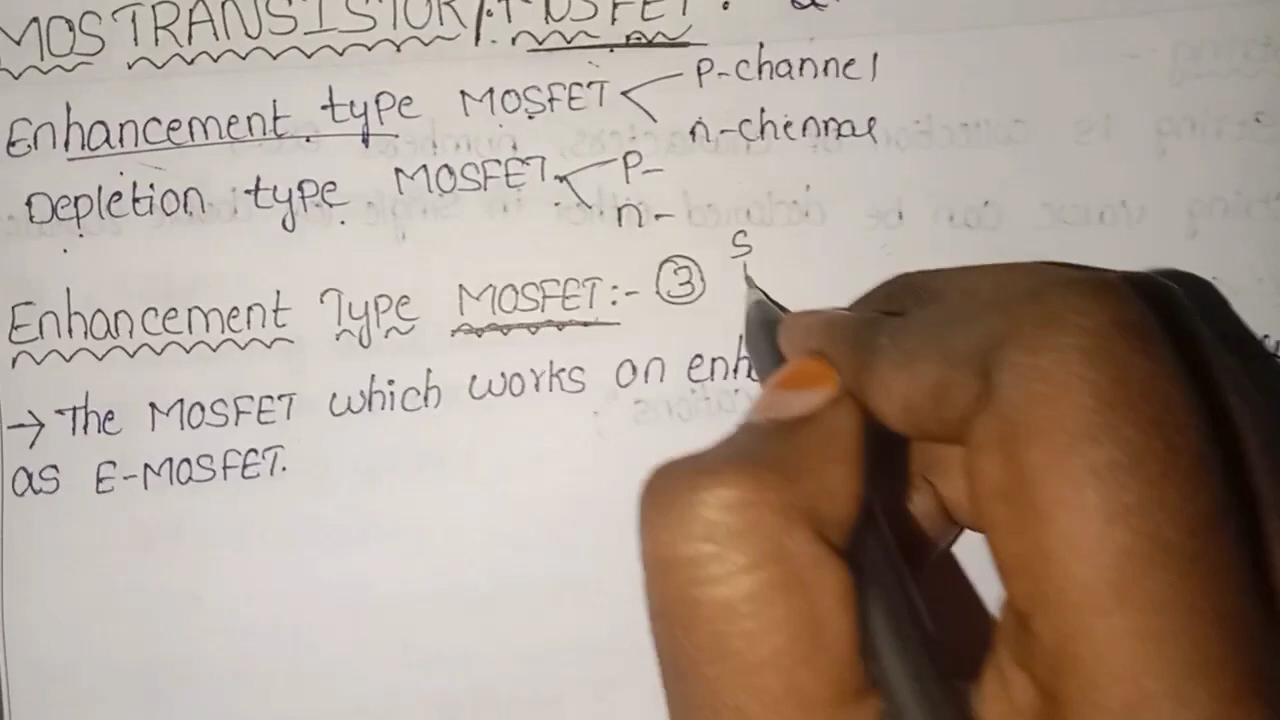 MOS TRANSISTOR / MOSFET :
Enhancement type MOSFET p-channel
n-chennal
Depletion type MOSFET p-
n-
S
Enhancement Type MOSFET:- ③
→ The MOSFET which works on enh
as E-MOSFET.